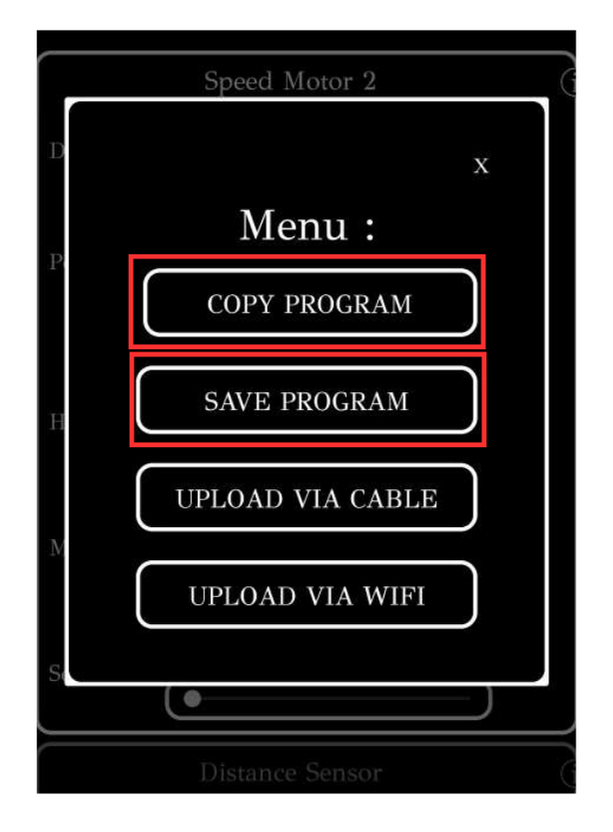 Speed Motor 2
X
Menu :
COPY PROGRAM
SAVE PROGRAM
UPLOAD VIA CABLE
UPLOAD VIA WIFI
Distance Sensor